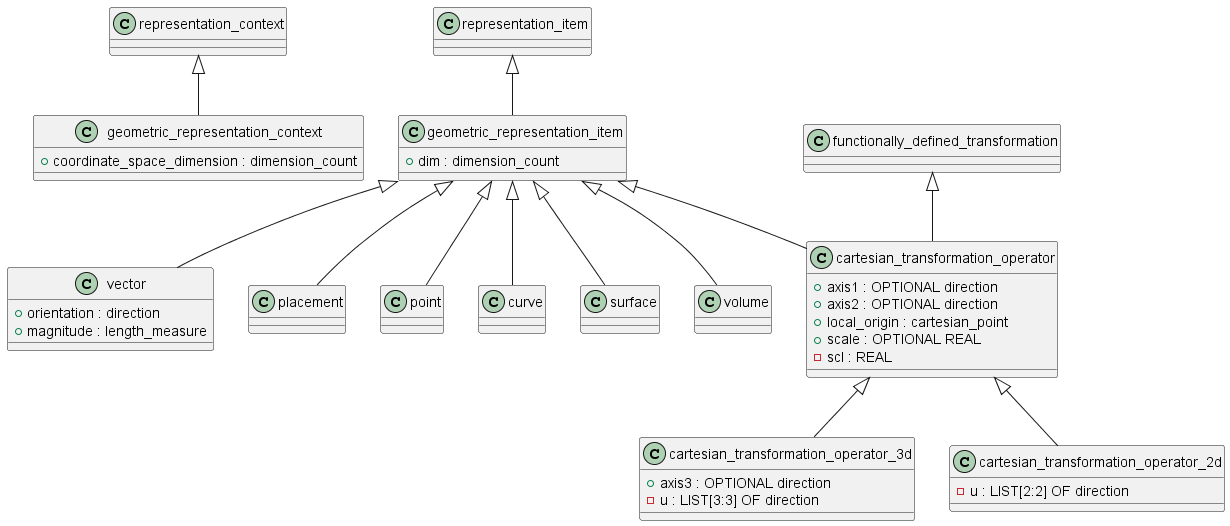 C representation_context
C representation_item
C geometric_representation_context
coordinate_space_dimension : dimension_count
C geometric_representation_item
dim : dimension_count
C functionally_defined_transformation
C vector
orientation : direction
magnitude : length_measure
C placement
C point
C curve
C surface
C volume
C cartesian_transformation_operator
axis1 : OPTIONAL direction
axis2 : OPTIONAL direction
local_origin : cartesian_point
scale : OPTIONAL REAL
scl : REAL
C cartesian_transformation_operator_3d
axis3 : OPTIONAL direction
u : LIST[3:3] OF direction
C cartesian_transformation_operator_2d
u : LIST[2:2] OF direction